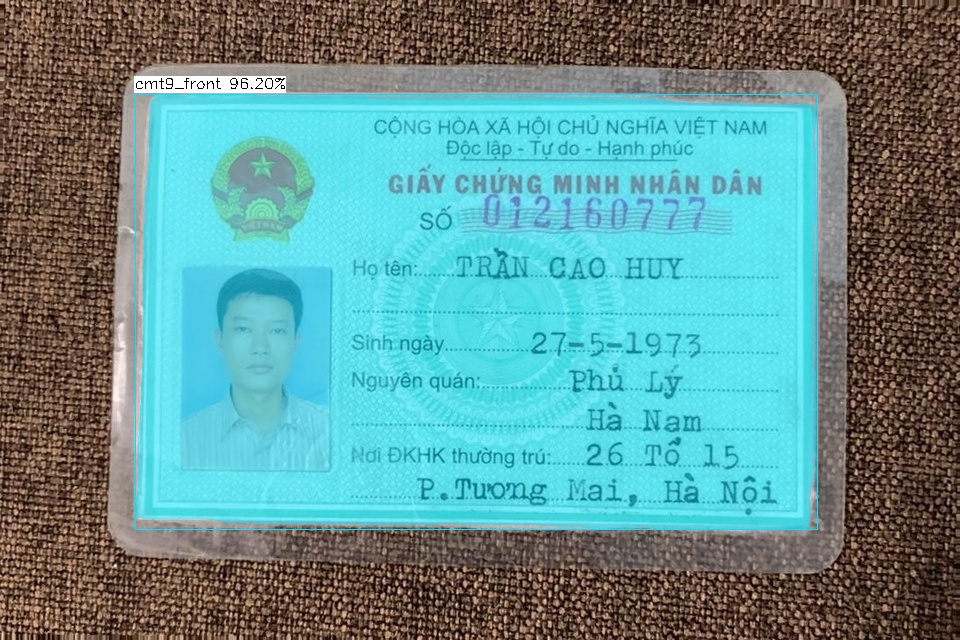 cmt9_front 96.20%
CỘNG HÒA XÃ HỘI CHỦ NGHĨA VIỆT NAM
Độc lập - Tự do - Hạnh phúc
GIẤY CHỨNG MINH NHÂN DÂN
SỐ 012160777
Họ tên: TRẦN CAO HUY
Sinh ngày 27-5-1973
Nguyên quán: Phủ Lý
Hà Nam
Nơi ĐKHK thường trú: 26 Tổ 15
P.Tương Mai, Hà Nội